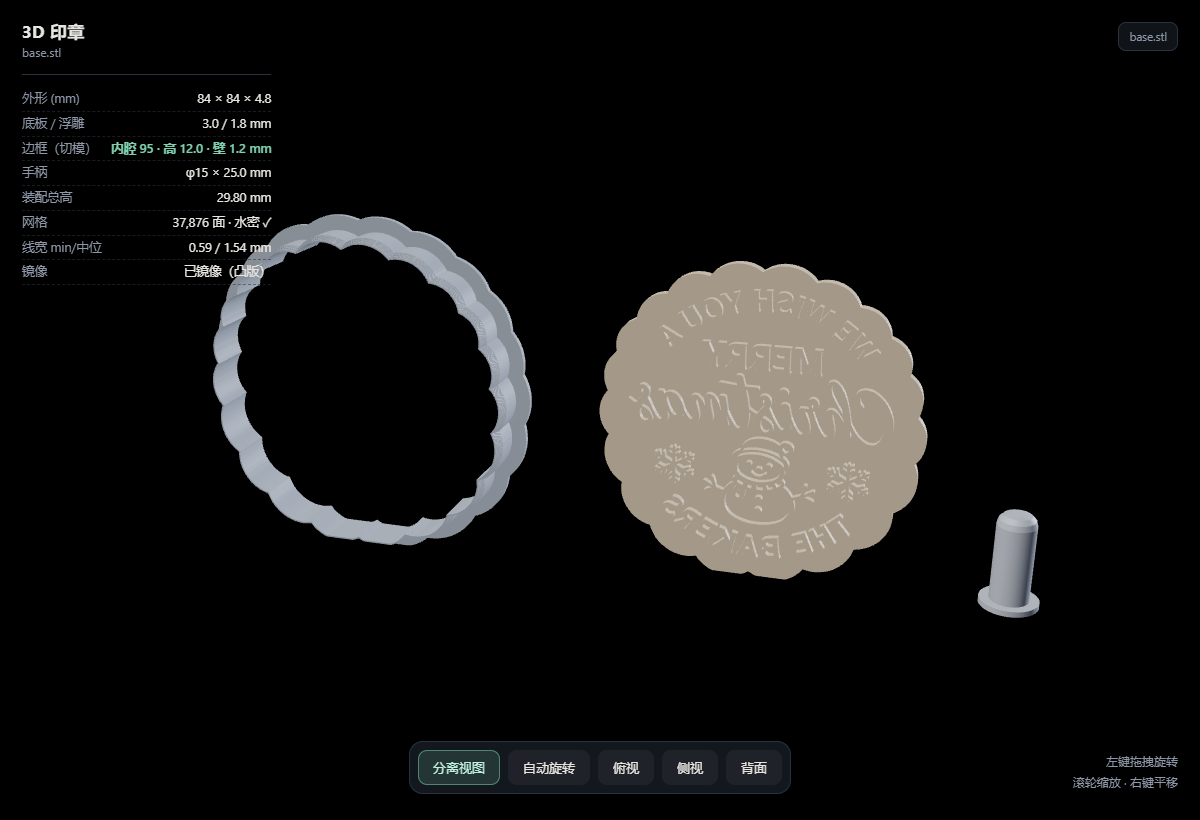 3D 印章
base.stl
base.stl
外形 (mm) 84 × 84 × 4.8
底板 / 浮雕 3.0 / 1.8 mm
边框（切模） 内腔 95 · 高 12.0 · 壁 1.2 mm
手柄 φ15 × 25.0 mm
装配总高 29.80 mm
网格 37,876 面 · 水密 ✓
线宽 min/中位 0.59 / 1.54 mm
镜像 已镜像（凸版）
WE WISH YOU A
MERRY
Christmas
THE BAKERS
分离视图 自动旋转 俯视 侧视 背面
左键拖拽旋转
滚轮缩放 · 右键平移